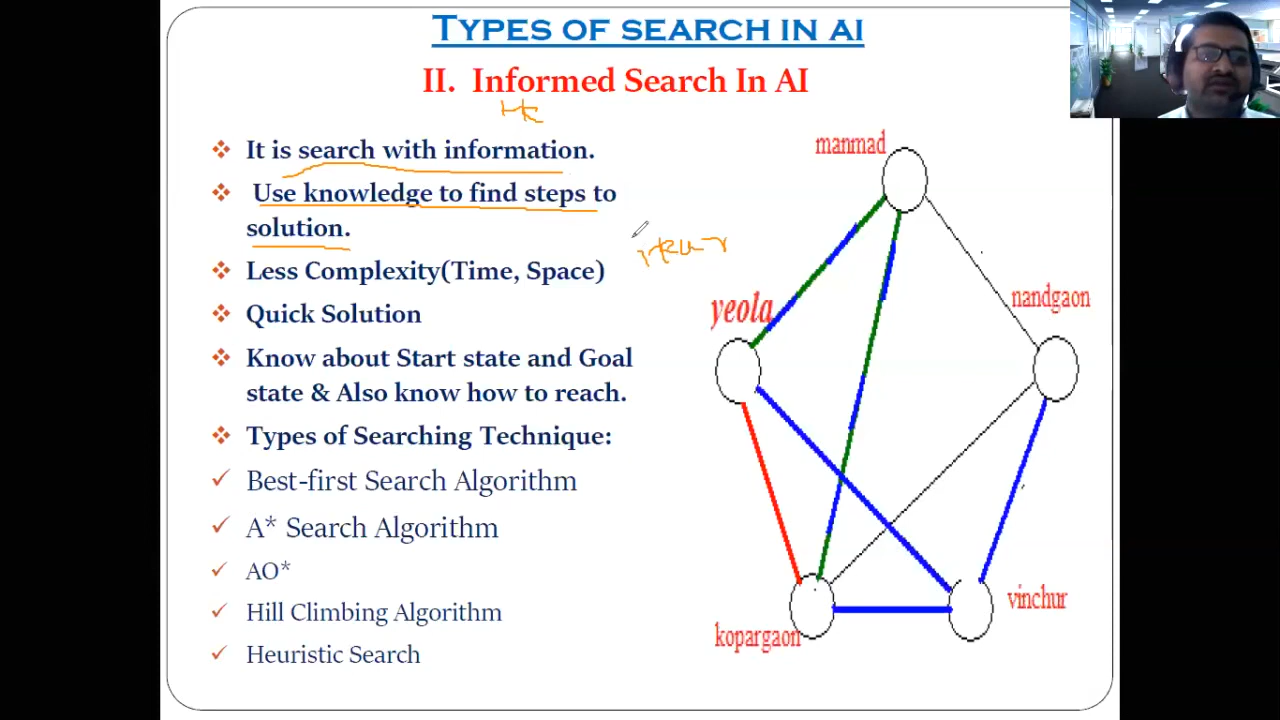 TYPES OF SEARCH IN AI
II. Informed Search In AI
It is search with information.
Use knowledge to find steps to
solution.
Less Complexity(Time, Space)
Quick Solution
Know about Start state and Goal
state & Also know how to reach.
Types of Searching Technique:
Best-first Search Algorithm
A* Search Algorithm
AO*
Hill Climbing Algorithm
Heuristic Search
manmad
yeola
nandgaon
kopargaon
vinchur